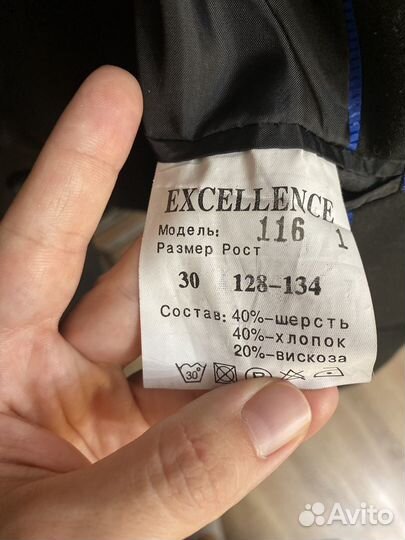 EXCELLENCE
Модель: 116 1
Размер Рост
30 128-134
Состав: 40%-шерсть
40%-хлопок
20%-вискоза
30°
P
Avito